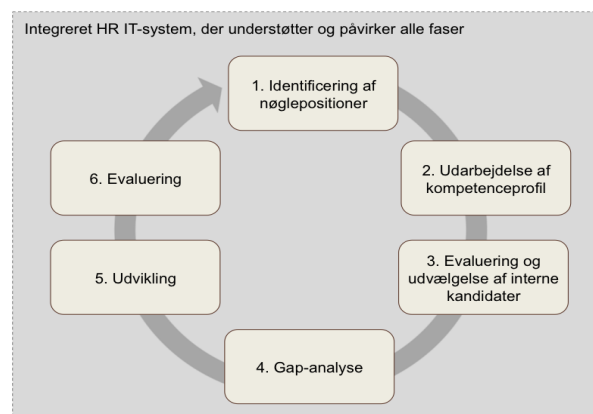 Integreret HR IT-system, der understøtter og påvirker alle faser
1. Identificering af
nøglepositioner
2. Udarbejdelse af
kompetenceprofil
3. Evaluering og
udvælgelse af interne
kandidater
4. Gap-analyse
5. Udvikling
6. Evaluering